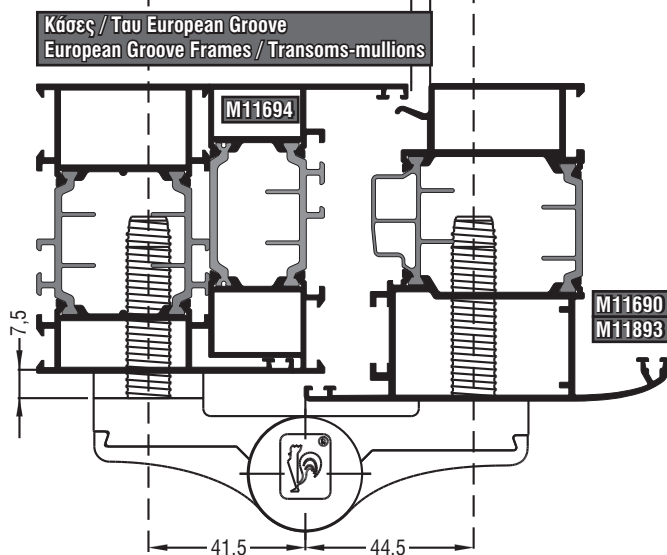 Κάσες / Ταυ European Groove
European Groove Frames / Transoms-mullions
M11694
M11690
M11893
7,5
®
41,5
44,5